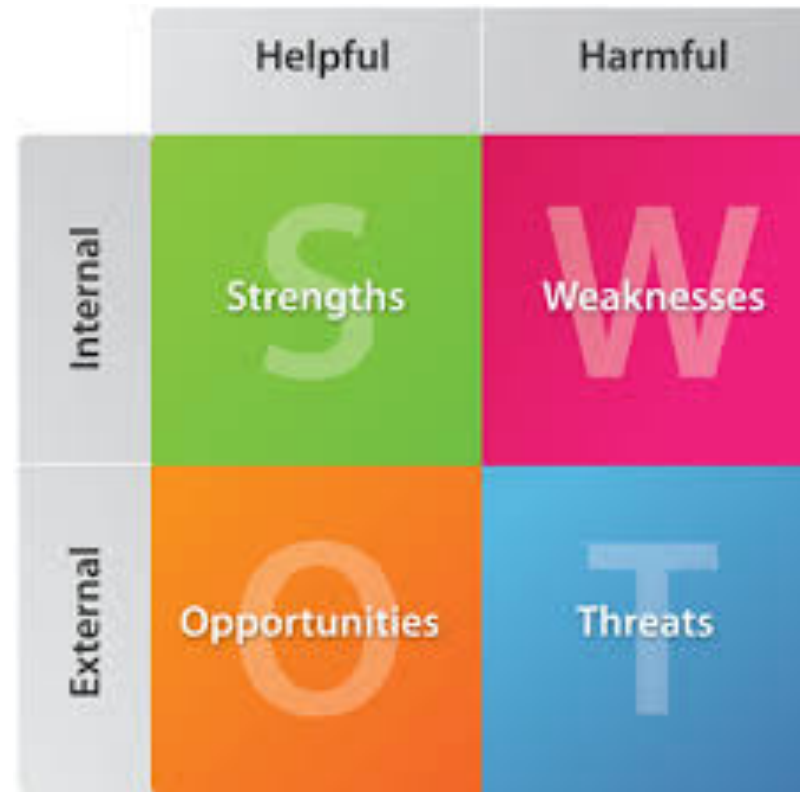 Helpful Harmful
Internal
S
Strengths
W
Weaknesses
External
O
Opportunities
T
Threats